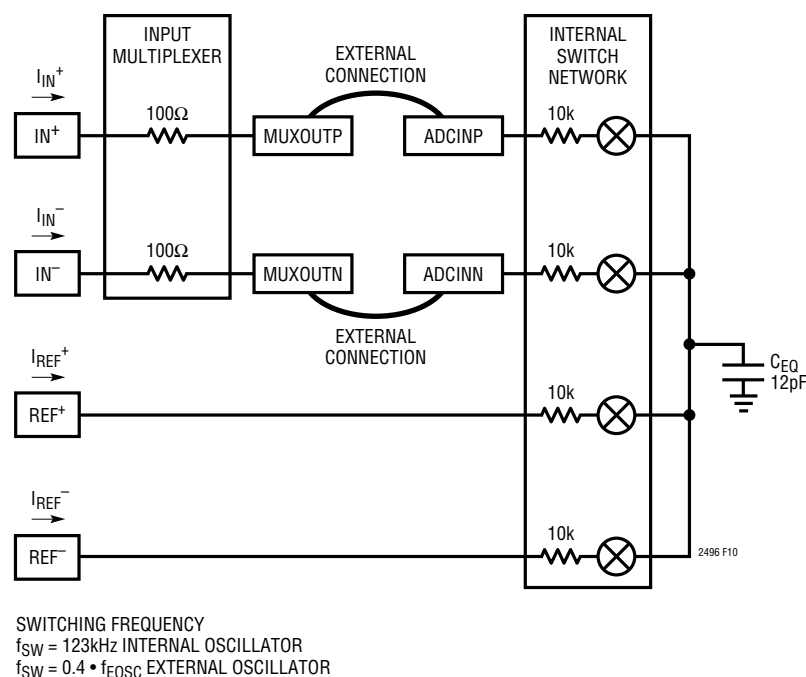 INPUT
MULTIPLEXER
EXTERNAL
CONNECTION
INTERNAL
SWITCH
NETWORK
IIN+
IN+
100Ω
MUXOUTP
ADCINP
10k
IIN–
IN–
100Ω
MUXOUTN
ADCINN
10k
EXTERNAL
CONNECTION
IREF+
REF+
10k
CEQ
12pF
IREF–
REF–
10k
2496 F10
SWITCHING FREQUENCY
fSW = 123kHz INTERNAL OSCILLATOR
fSW = 0.4 • fEOSC EXTERNAL OSCILLATOR